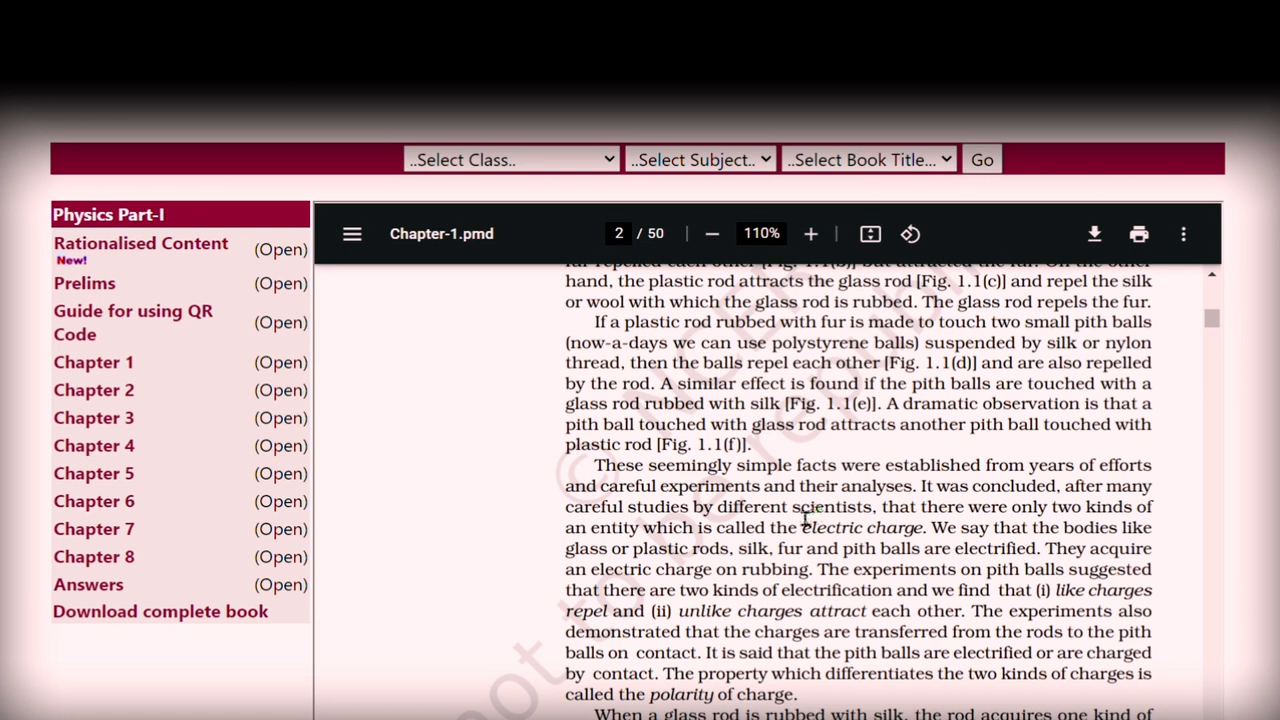 ..Select Class..
..Select Subject..
..Select Book Title...
Go
Physics Part-I
Rationalised Content (Open)
New!
Prelims (Open)
Guide for using QR Code (Open)
Chapter 1 (Open)
Chapter 2 (Open)
Chapter 3 (Open)
Chapter 4 (Open)
Chapter 5 (Open)
Chapter 6 (Open)
Chapter 7 (Open)
Chapter 8 (Open)
Answers (Open)
Download complete book
Chapter-1.pmd
2 / 50
110%
hand, the plastic rod attracts the glass rod [Fig. 1.1(c)] and repel the silk
or wool with which the glass rod is rubbed. The glass rod repels the fur.
If a plastic rod rubbed with fur is made to touch two small pith balls
(now-a-days we can use polystyrene balls) suspended by silk or nylon
thread, then the balls repel each other [Fig. 1.1(d)] and are also repelled
by the rod. A similar effect is found if the pith balls are touched with a
glass rod rubbed with silk [Fig. 1.1(e)]. A dramatic observation is that a
pith ball touched with glass rod attracts another pith ball touched with
plastic rod [Fig. 1.1(f)].
These seemingly simple facts were established from years of efforts
and careful experiments and their analyses. It was concluded, after many
careful studies by different scientists, that there were only two kinds of
an entity which is called the electric charge. We say that the bodies like
glass or plastic rods, silk, fur and pith balls are electrified. They acquire
an electric charge on rubbing. The experiments on pith balls suggested
that there are two kinds of electrification and we find that (i) like charges
repel and (ii) unlike charges attract each other. The experiments also
demonstrated that the charges are transferred from the rods to the pith
balls on contact. It is said that the pith balls are electrified or are charged
by contact. The property which differentiates the two kinds of charges is
called the polarity of charge.
When a glass rod is rubbed with silk, the rod acquires one kind of